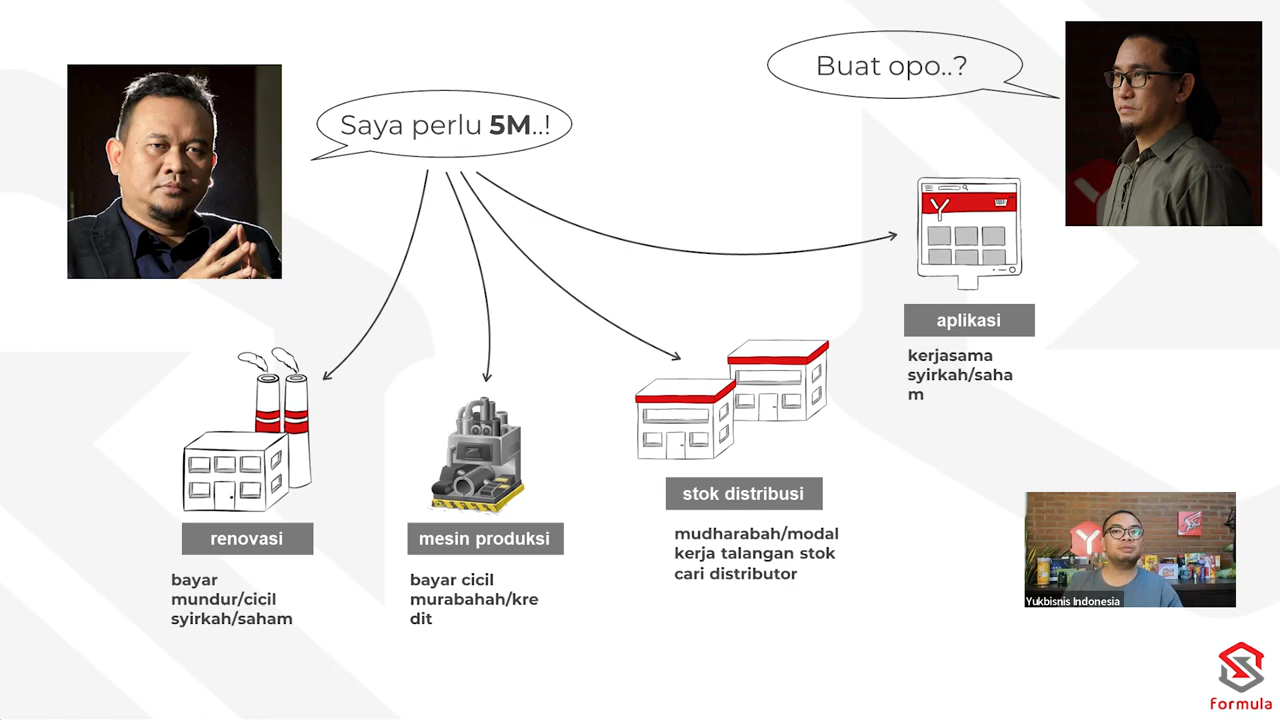 Buat opo..?
Saya perlu 5M..!
aplikasi
kerjasama
syirkah/saha
m
stok distribusi
mudharabah/modal
kerja talangan stok
cari distributor
renovasi
bayar
mundur/cicil
syirkah/saham
mesin produksi
bayar cicil
murabahah/kre
dit
Yukbisnis Indonesia
formula